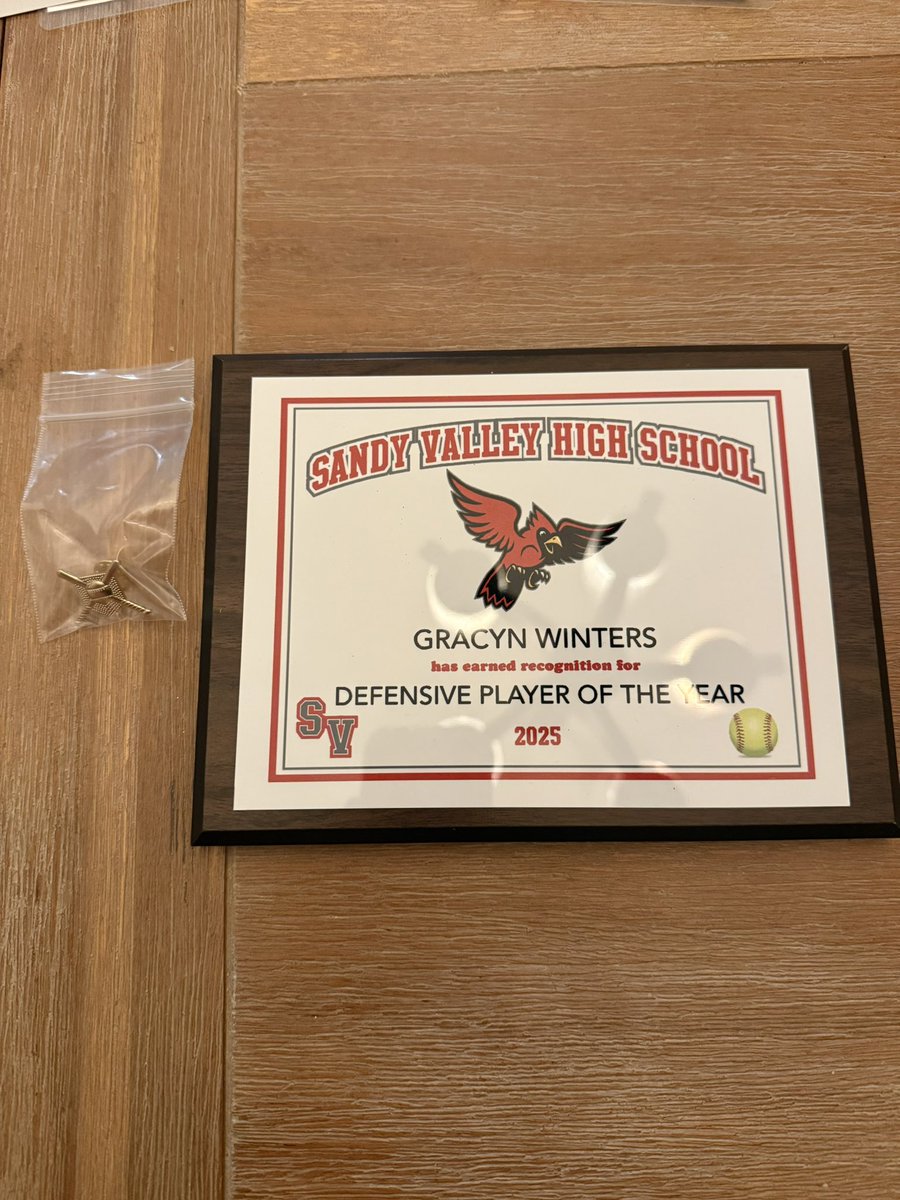 SANDY VALLEY HIGH SCHOOL
GRACYN WINTERS
has earned recognition for
DEFENSIVE PLAYER OF THE YEAR
SV
2025